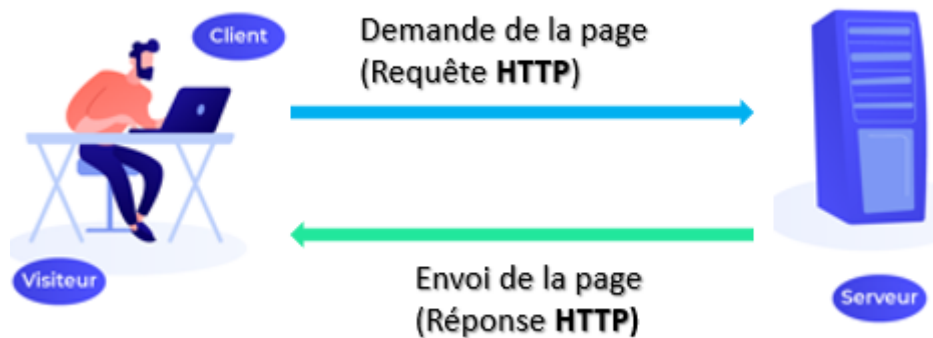 Client
Demande de la page
(Requête HTTP)
Visiteur
Envoi de la page
(Réponse HTTP)
Serveur